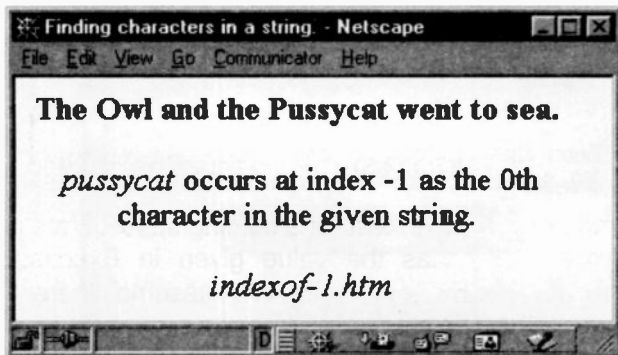 Finding characters in a string. - Netscape
File Edit View Go Communicator Help
The Owl and the Pussycat went to sea.
pussycat occurs at index -1 as the 0th
character in the given string.
indexof-1.htm